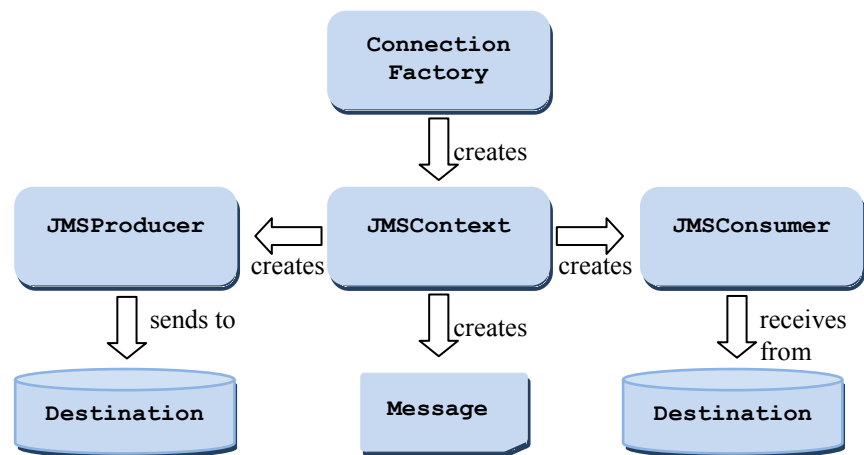 Connection
Factory
creates
JMSProducer
JMSContext
JMSConsumer
creates
creates
sends to
creates
receives
from
Destination
Message
Destination